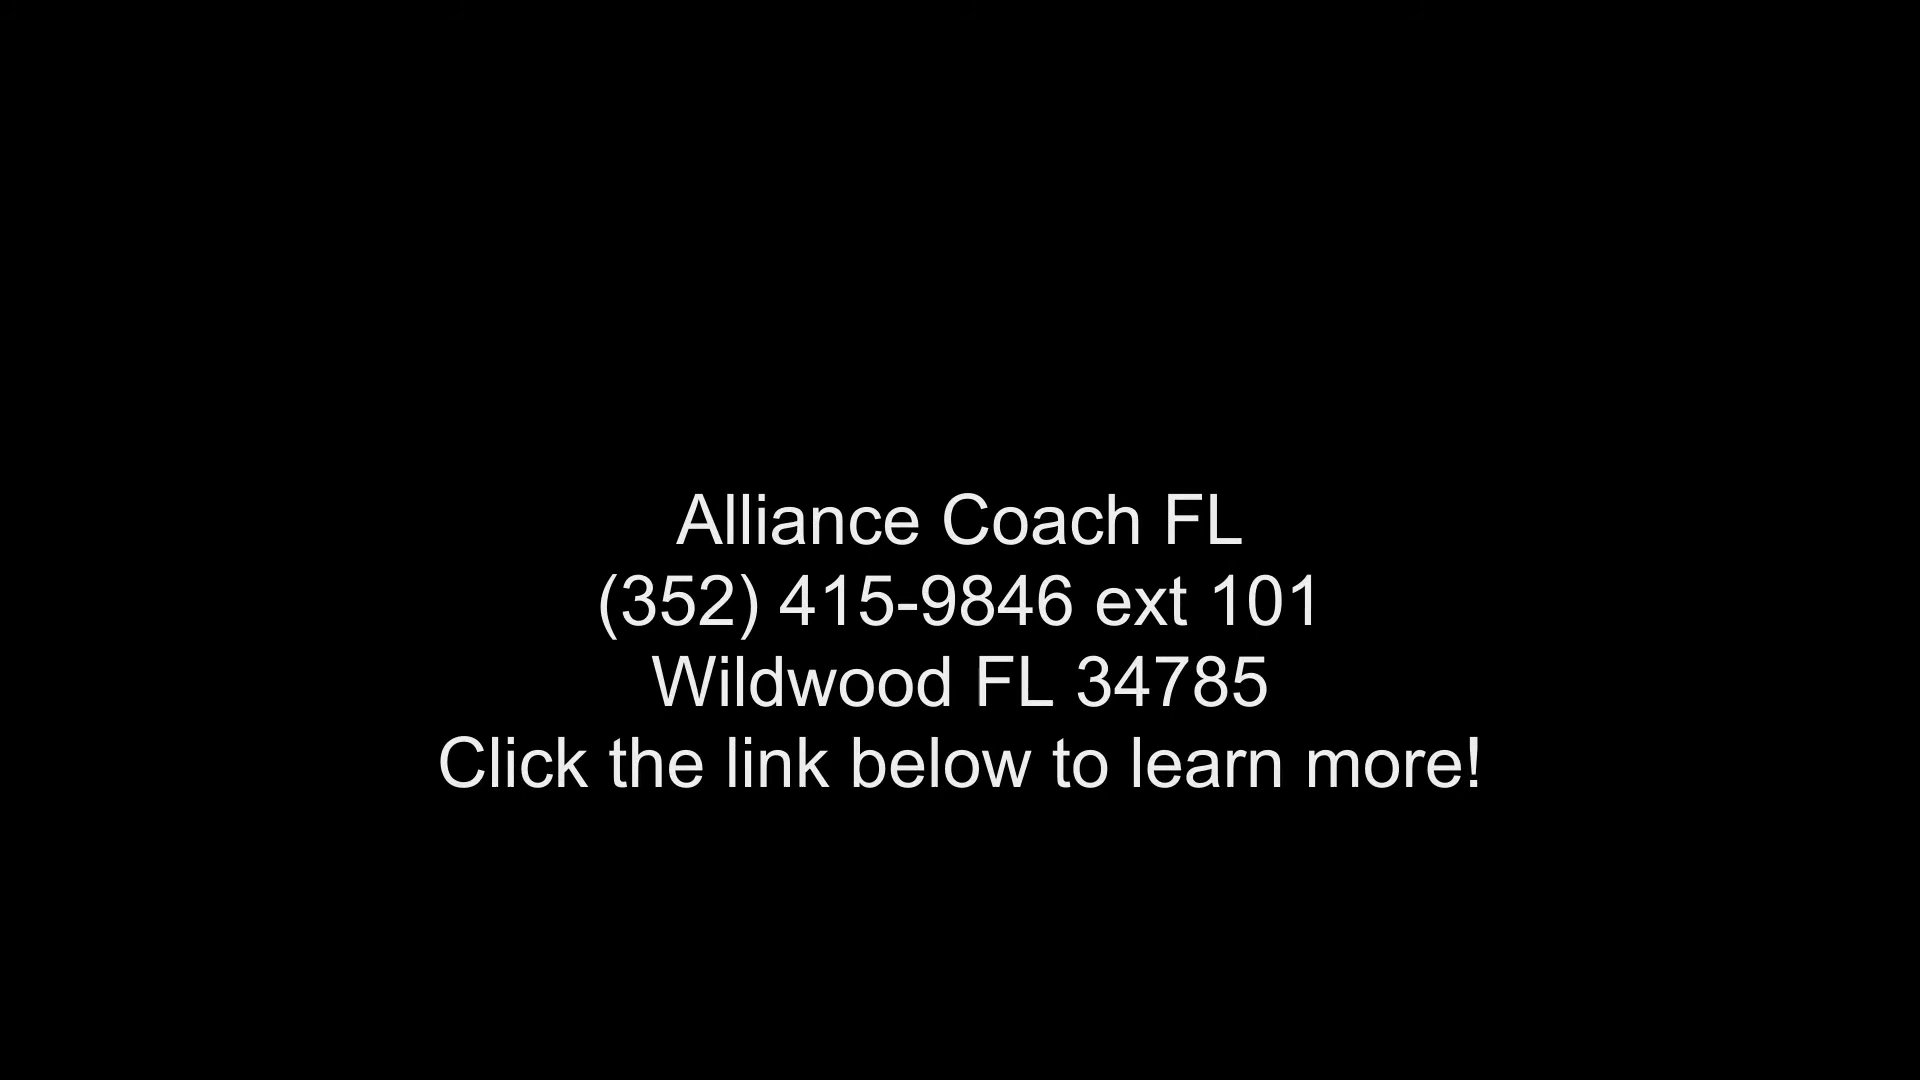 Alliance Coach FL
(352) 415-9846 ext 101
Wildwood FL 34785
Click the link below to learn more!